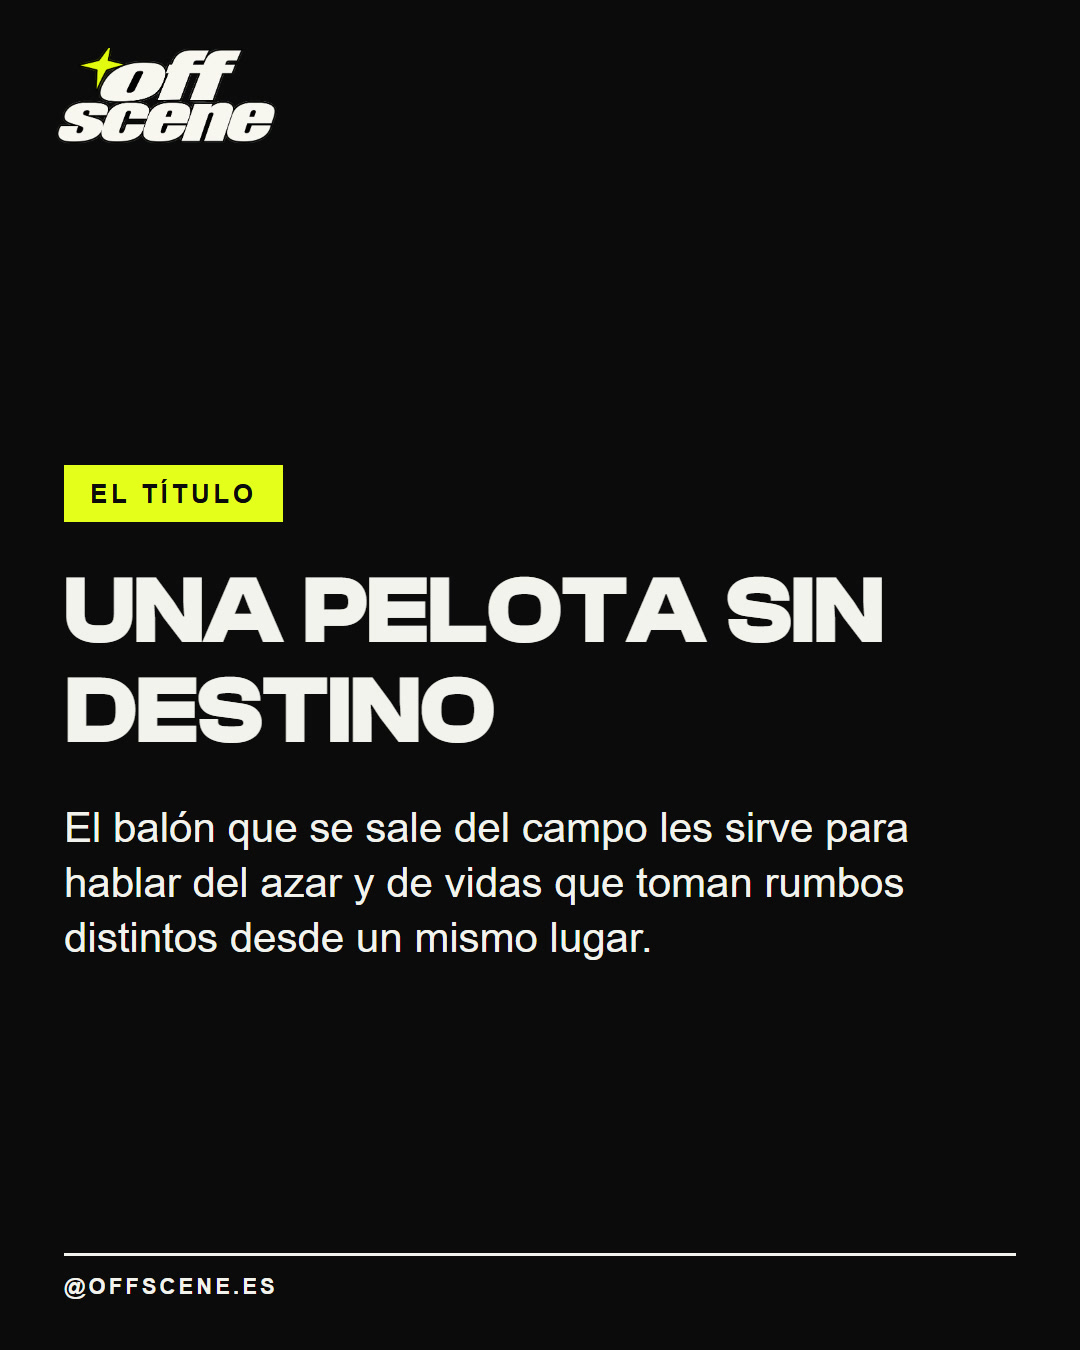 off
scene
EL TÍTULO
UNA PELOTA SIN
DESTINO
El balón que se sale del campo les sirve para
hablar del azar y de vidas que toman rumbos
distintos desde un mismo lugar.
@OFFSCENE.ES